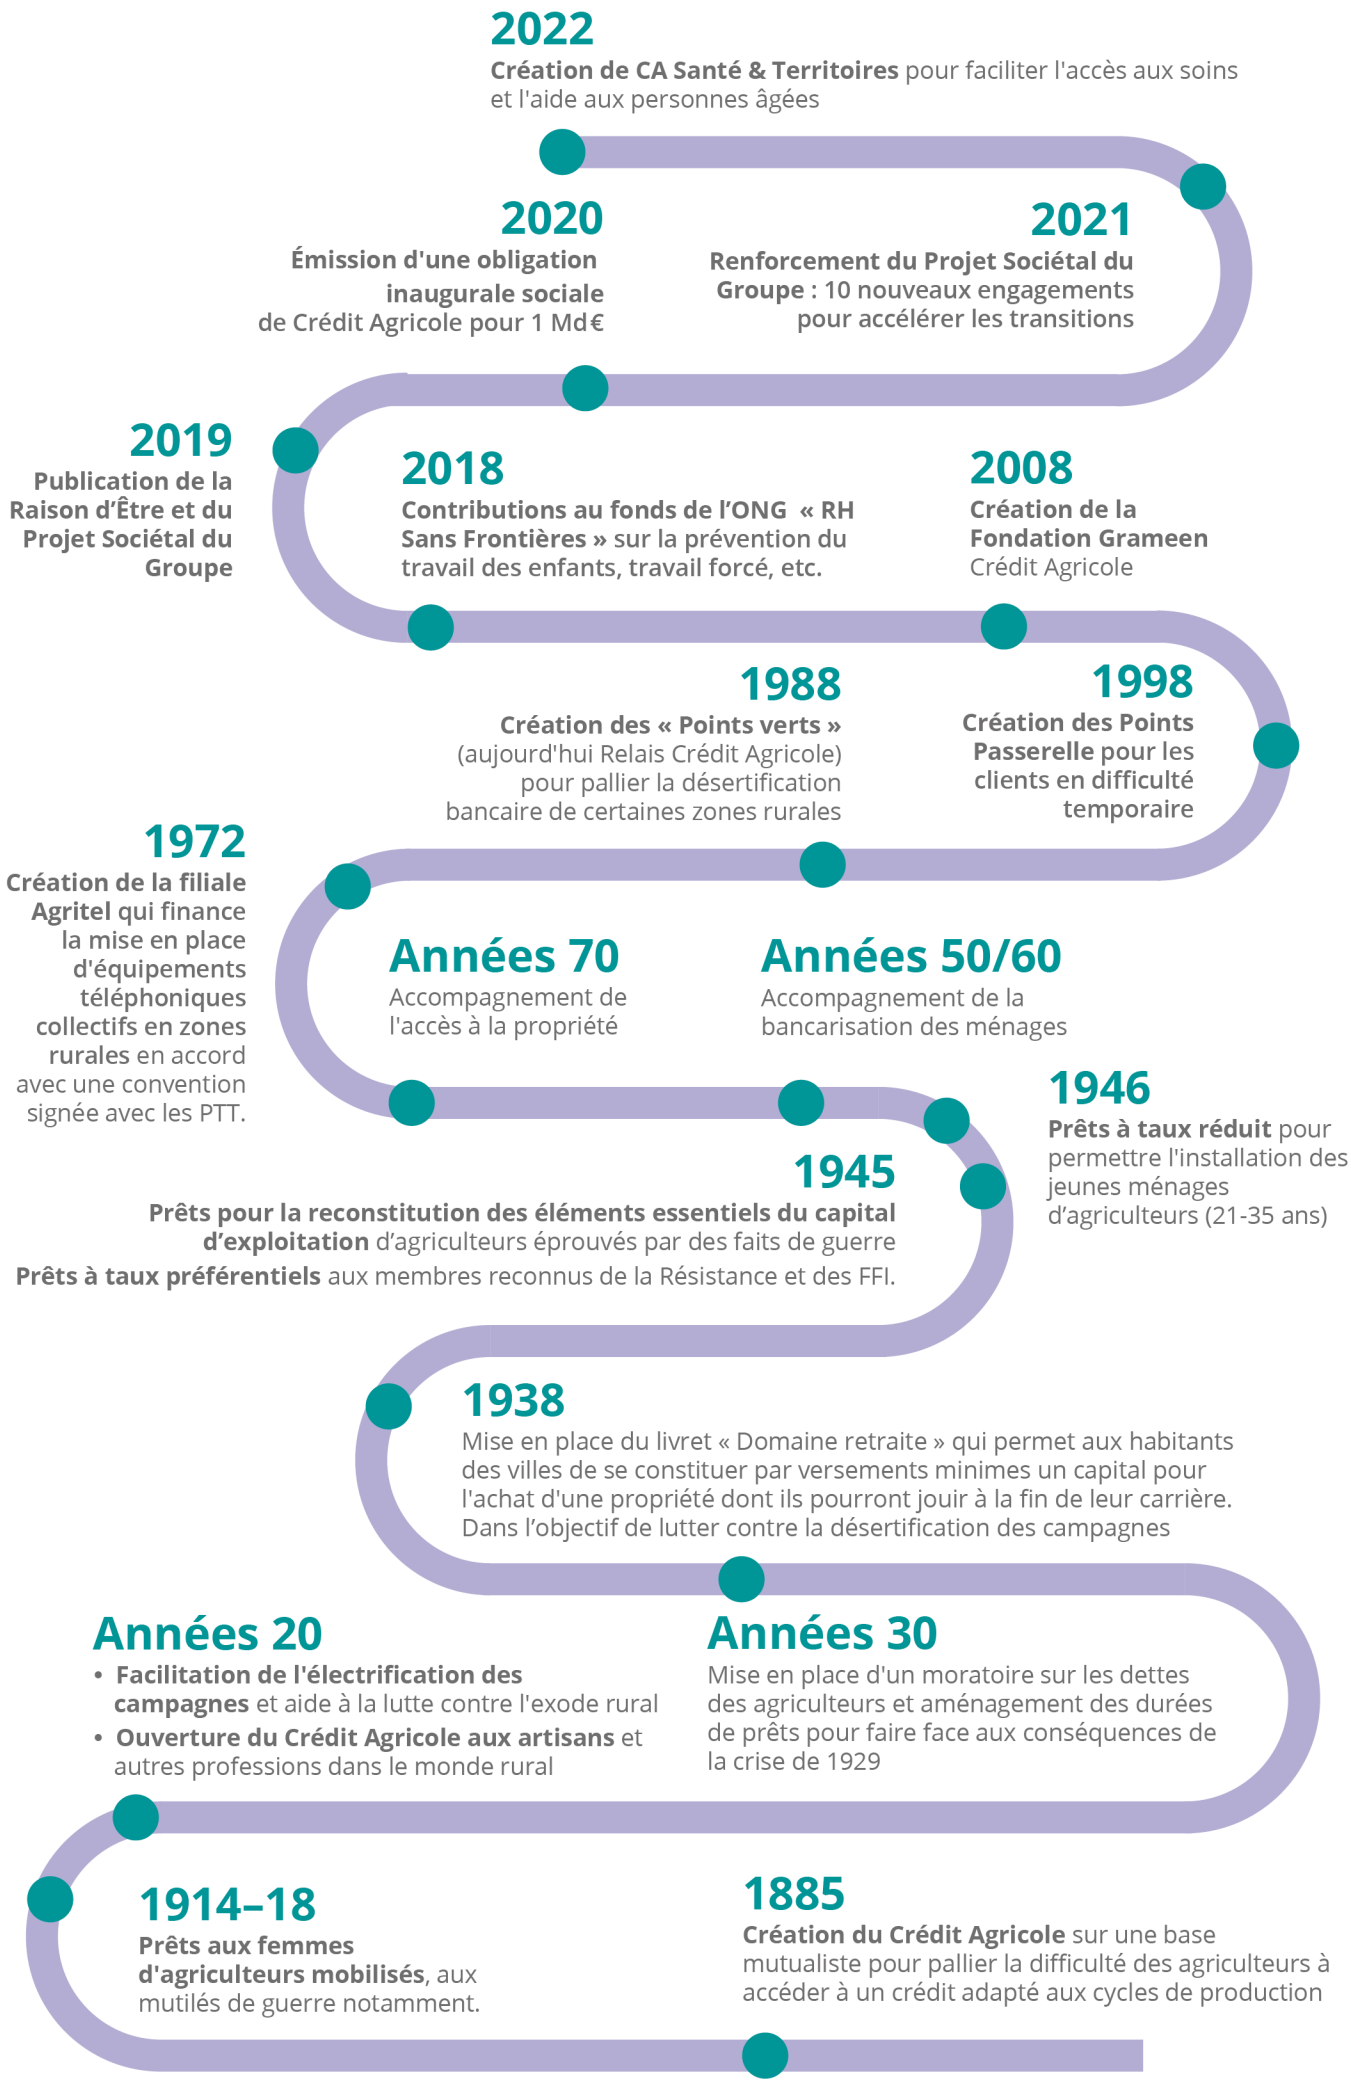 2022
Création de CA Santé & Territoires pour faciliter l'accès aux soins
et l'aide aux personnes âgées
2020
Émission d'une obligation
inaugurale sociale
de Crédit Agricole pour 1 Md€
2021
Renforcement du Projet Sociétal du
Groupe : 10 nouveaux engagements
pour accélérer les transitions
2019
Publication de la
Raison d’Être et du
Projet Sociétal du
Groupe
2018
Contributions au fonds de l’ONG « RH
Sans Frontières » sur la prévention du
travail des enfants, travail forcé, etc.
2008
Création de la
Fondation Grameen
Crédit Agricole
1988
Création des « Points verts »
(aujourd'hui Relais Crédit Agricole)
pour pallier la désertification
bancaire de certaines zones rurales
1998
Création des Points
Passerelle pour les
clients en difficulté
temporaire
1972
Création de la filiale
Agritel qui finance
la mise en place
d'équipements
téléphoniques
collectifs en zones
rurales en accord
avec une convention
signée avec les PTT.
Années 70
Accompagnement de
l'accès à la propriété
Années 50/60
Accompagnement de la
bancarisation des ménages
1946
Prêts à taux réduit pour
permettre l'installation des
jeunes ménages
d’agriculteurs (21-35 ans)
1945
Prêts pour la reconstitution des éléments essentiels du capital
d’exploitation d’agriculteurs éprouvés par des faits de guerre
Prêts à taux préférentiels aux membres reconnus de la Résistance et des FFI.
1938
Mise en place du livret « Domaine retraite » qui permet aux habitants
des villes de se constituer par versements minimes un capital pour
l'achat d'une propriété dont ils pourront jouir à la fin de leur carrière.
Dans l’objectif de lutter contre la désertification des campagnes
Années 20
• Facilitation de l'électrification des
campagnes et aide à la lutte contre l'exode rural
• Ouverture du Crédit Agricole aux artisans et
autres professions dans le monde rural
Années 30
Mise en place d'un moratoire sur les dettes
des agriculteurs et aménagement des durées
de prêts pour faire face aux conséquences de
la crise de 1929
1914–18
Prêts aux femmes
d'agriculteurs mobilisés, aux
mutilés de guerre notamment.
1885
Création du Crédit Agricole sur une base
mutualiste pour pallier la difficulté des agriculteurs à
accéder à un crédit adapté aux cycles de production